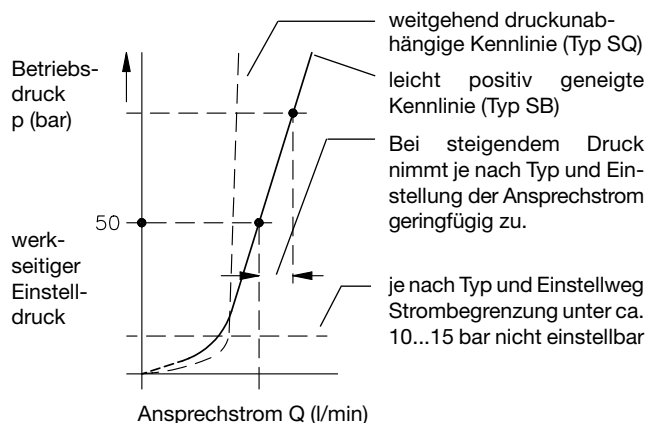 Betriebs-
druck
p (bar)
50
werk-
seitiger
Einstell-
druck
weitgehend druckunab-
hängige Kennlinie (Typ SQ)
leicht positiv geneigte
Kennlinie (Typ SB)
Bei steigendem Druck
nimmt je nach Typ und Ein-
stellung der Ansprechstrom
geringfügig zu.
je nach Typ und Einstellweg
Strombegrenzung unter ca.
10...15 bar nicht einstellbar
Ansprechstrom Q (l/min)